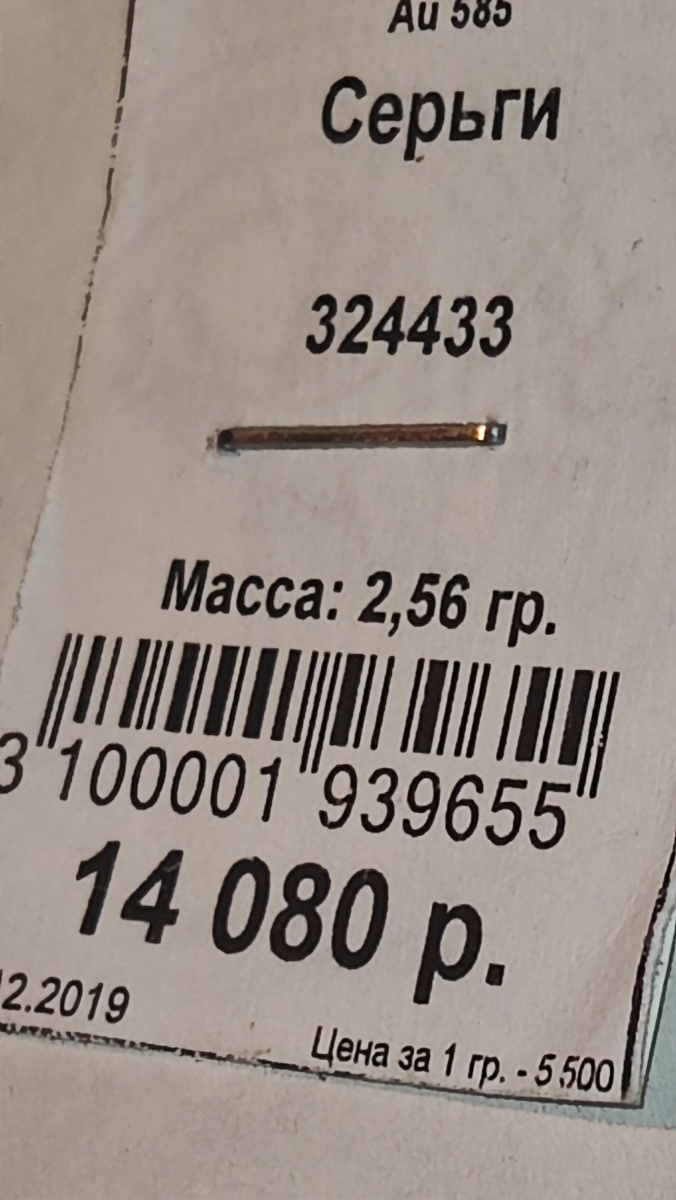 Au 585
Серьги
324433
Масса: 2,56 гр.
3 100001 939655
14 080 р.
2.2019
Цена за 1 гр. - 5 500